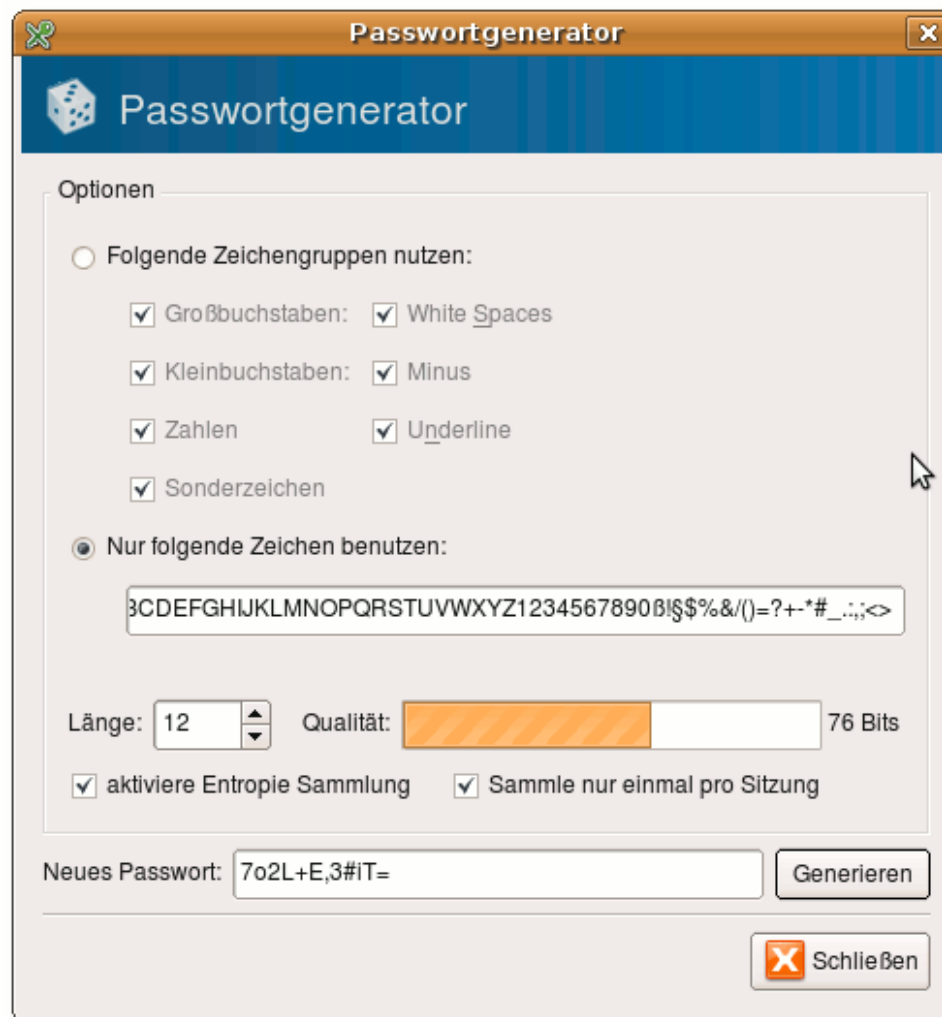 Passwortgenerator
Passwortgenerator
Optionen
Folgende Zeichengruppen nutzen:
Großbuchstaben: White Spaces
Kleinbuchstaben: Minus
Zahlen Underline
Sonderzeichen
Nur folgende Zeichen benutzen:
BCDEFGHIJKLMNOPQRSTUVWXYZ1234567890ß!§$%&/()=?+-*#_.:,;<>
Länge: 12 Qualität: 76 Bits
aktiviere Entropie Sammlung Sammle nur einmal pro Sitzung
Neues Passwort: 7o2L+E,3#iT= Generieren
Schließen